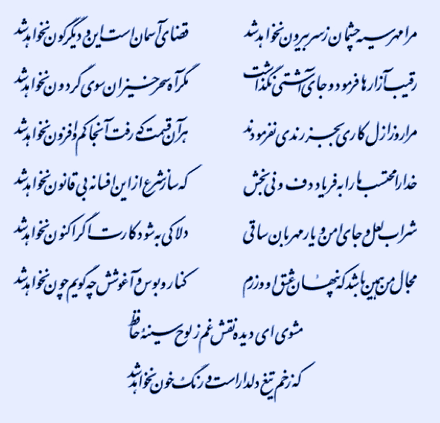 مرا مهر سیه چشمان ز سر بیرون نخواهد شد قضای آسمان است این و دیگرگون نخواهد شد
رقیب آزارها فرمود و جای آشتی نگذاشت مگر آه سحرخیزان سوی گردون نخواهد شد
مرا روز ازل کاری بجز رندی نفرمودند هر آن قسمت که رفت آنجا کم و افزون نخواهد شد
خدا را محتسب ما را به فریاد دف و نی بخش که ساز شرع از این افسانه بی قانون نخواهد شد
شراب لعل و جای امن و یار مهربان ساقی دلا کی به شود کارت اگر اکنون نخواهد شد
مجال من همین باشد که پنهان عشق او ورزم کنار و بوس و آغوشش چه گویم چون نخواهد شد
مشوی ای دیده نقش غم ز لوح سینهٔ حافظ
که زخم تیغ دلدار است و رنگ خون نخواهد شد